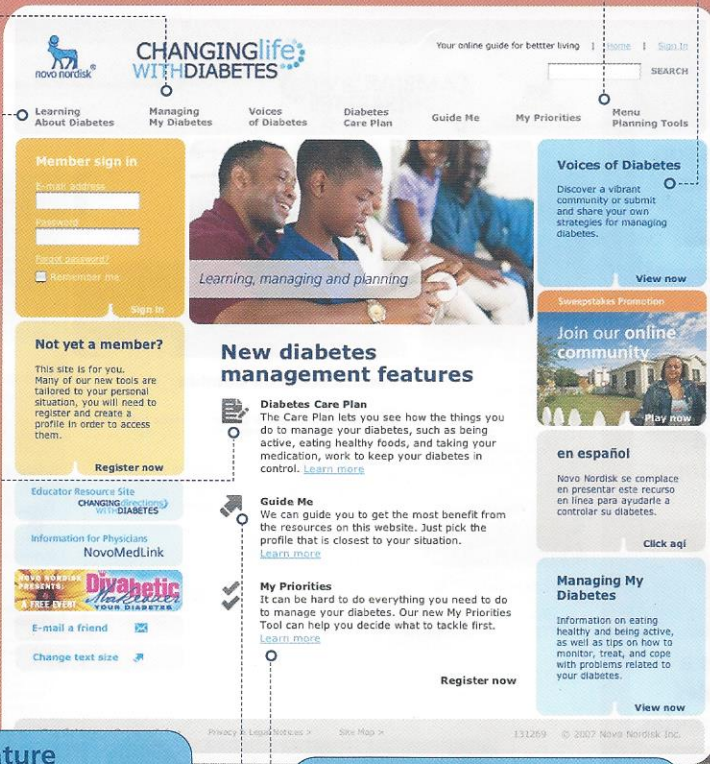 novo nordisk®
CHANGINGlife
WITHDIABETES
Your online guide for bettter living | Home | Sign In
SEARCH
Learning
About Diabetes
Managing
My Diabetes
Voices
of Diabetes
Diabetes
Care Plan
Guide Me
My Priorities
Menu
Planning Tools
Member sign in
E-mail address
Password
Forgot password?
Remember me
Sign in
Not yet a member?
This site is for you.
Many of our new tools are
tailored to your personal
situation, you will need to
register and create a
profile in order to access
them.
Register now
Educator Resource Site
CHANGINGdirections
WITHDIABETES
Information for Physicians
NovoMedLink
NOVO NORDISK
PRESENTS:
A FREE EVENT
Divabetic
Makeover
YOUR DIABETES
E-mail a friend
Change text size
Learning, managing and planning
New diabetes
management features
Diabetes Care Plan
The Care Plan lets you see how the things you
do to manage your diabetes, such as being
active, eating healthy foods, and taking your
medication, work to keep your diabetes in
control. Learn more
Guide Me
We can guide you to get the most benefit from
the resources on this website. Just pick the
profile that is closest to your situation.
Learn more
My Priorities
It can be hard to do everything you need to do
to manage your diabetes. Our new My Priorities
Tool can help you decide what to tackle first.
Learn more
Register now
Voices of Diabetes
Discover a vibrant
community or submit
and share your own
strategies for managing
diabetes.
View now
Sweepstakes Promotion
Join our online
community
Play now
en español
Novo Nordisk se complace
en presentar este recurso
en línea para ayudarle a
controlar su diabetes.
Click aqí
Managing My
Diabetes
Information on eating
healthy and being active,
as well as tips on how to
monitor, treat, and cope
with problems related to
your diabetes.
View now
Privacy & Legal Notices >
Site Map >
131269 © 2007 Novo Nordisk Inc.
ature